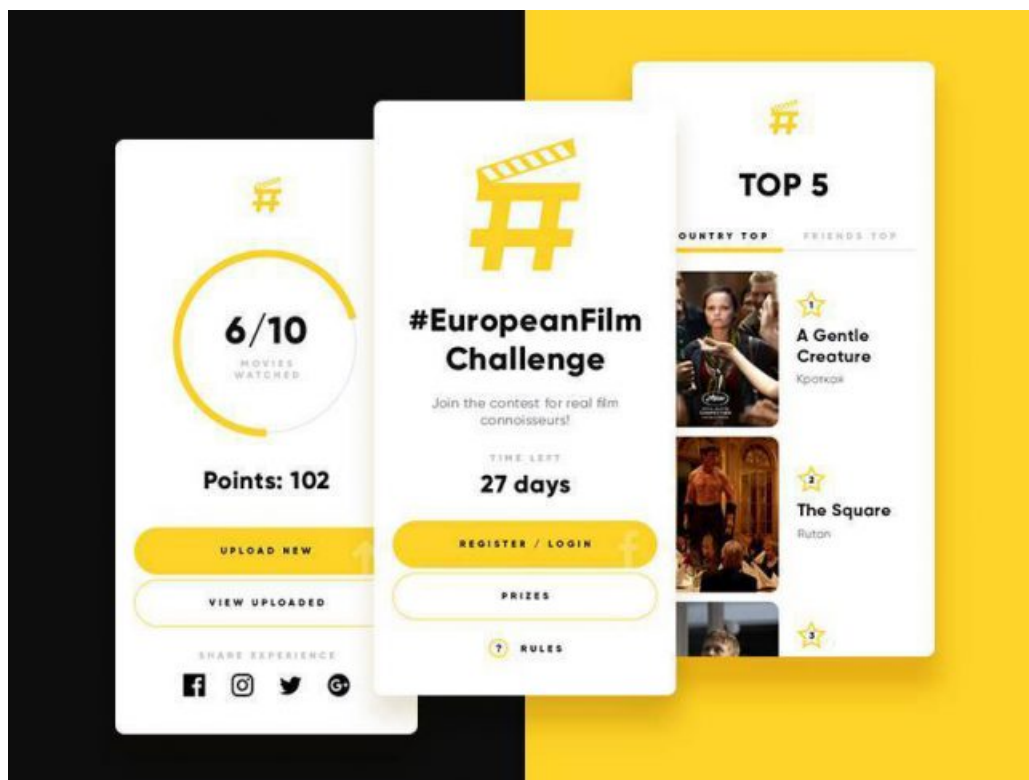 6/10
MOVIES
WATCHED
Points: 102
UPLOAD NEW
VIEW UPLOADED
SHARE EXPERIENCE
#EuropeanFilm
Challenge
Join the contest for real film
connoisseurs!
TIME LEFT
27 days
REGISTER / LOGIN
PRIZES
? RULES
TOP 5
OUNTRY TOP
FRIENDS TOP
1
A Gentle
Creature
Кроткая
2
The Square
Rutan
3